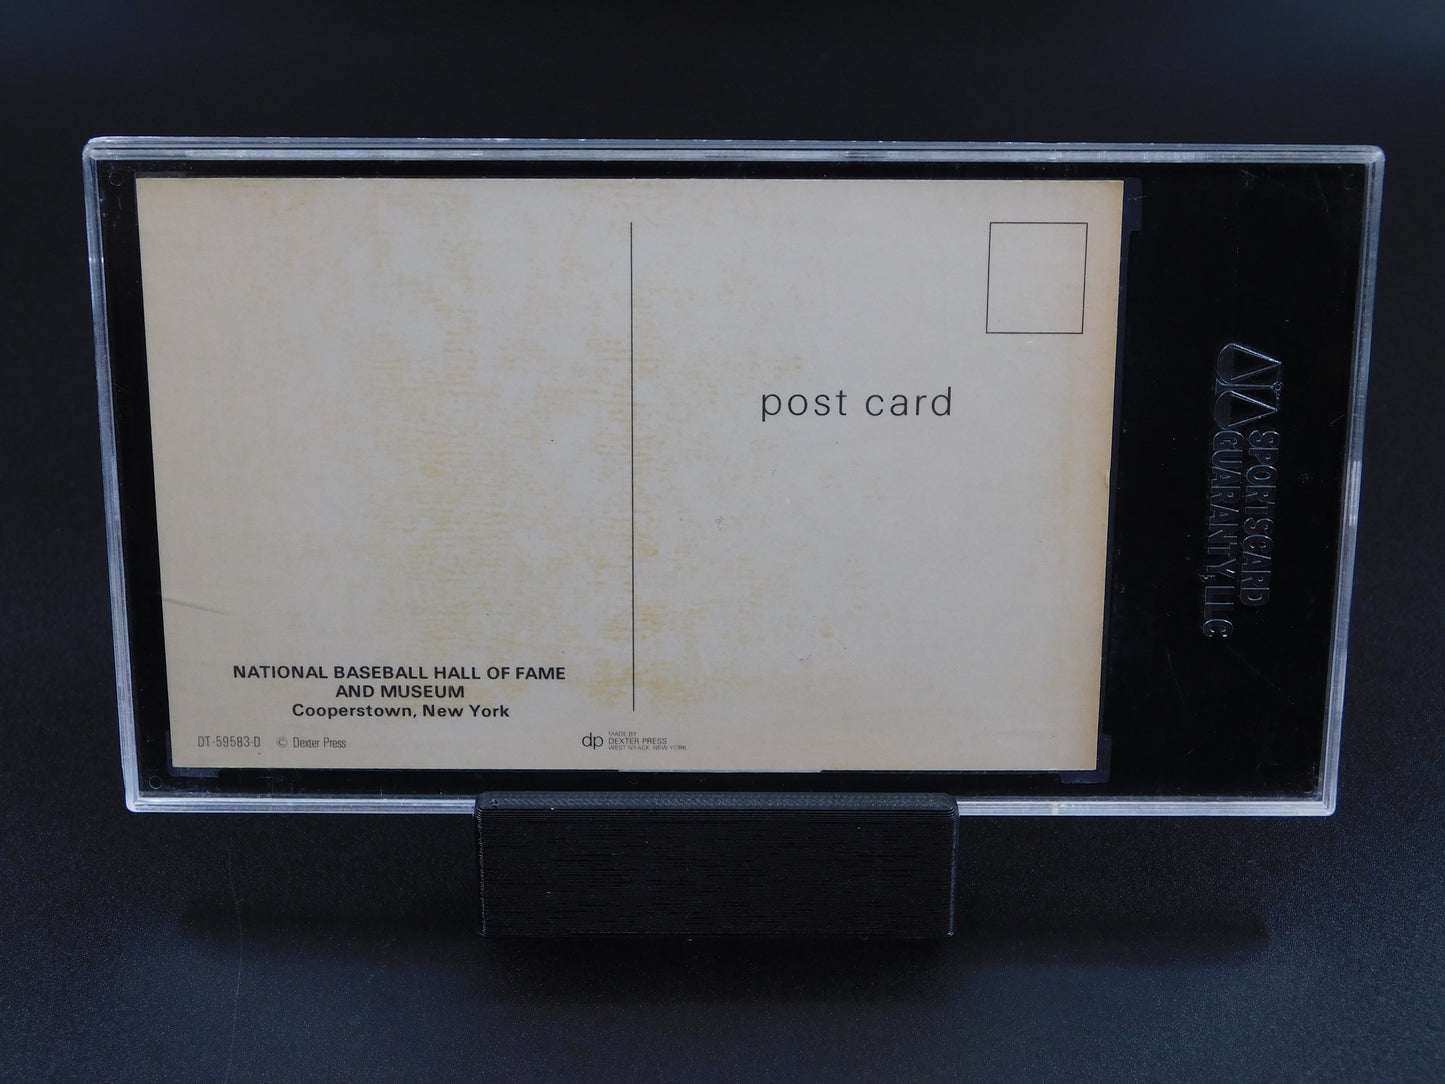 post card
NATIONAL BASEBALL HALL OF FAME
AND MUSEUM
Cooperstown, New York
DT-59583-D © Dexter Press
dp MADE BY
DEXTER PRESS
WEST NYACK NEW YORK
SPORTSCARD
GUARANTY, LLC